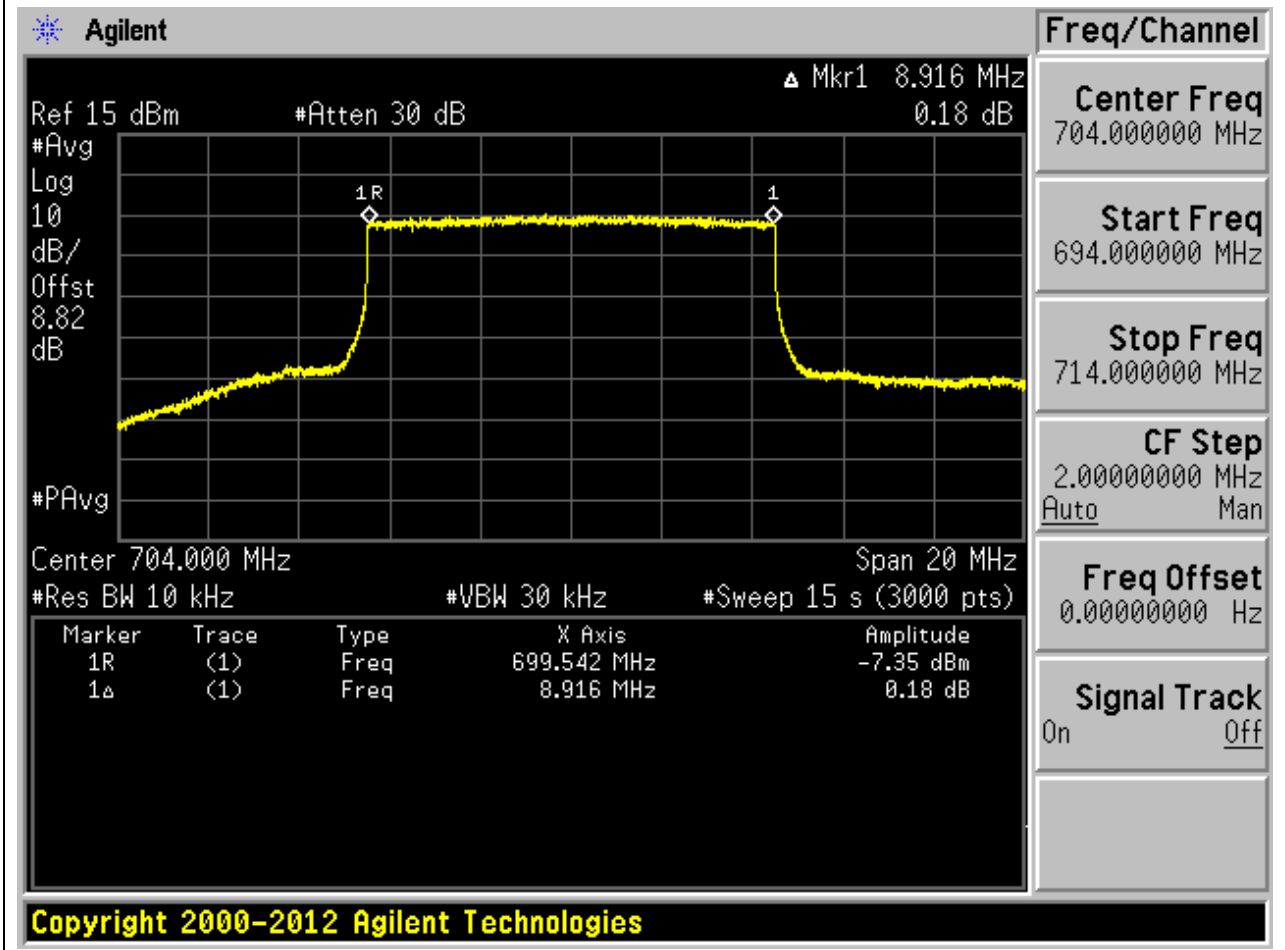 Agilent
Freq/Channel
Δ Mkr1 8.916 MHz
Ref 15 dBm #Atten 30 dB 0.18 dB
#Avg
Log
10
dB/
Offst
8.82
dB
1R
1
#PAvg
Center 704.000 MHz Span 20 MHz
#Res BW 10 kHz #VBW 30 kHz #Sweep 15 s (3000 pts)
Marker Trace Type X Axis Amplitude
1R (1) Freq 699.542 MHz -7.35 dBm
1Δ (1) Freq 8.916 MHz 0.18 dB
Center Freq
704.000000 MHz
Start Freq
694.000000 MHz
Stop Freq
714.000000 MHz
CF Step
2.00000000 MHz
Auto Man
Freq Offset
0.00000000 Hz
Signal Track
On Off
Copyright 2000-2012 Agilent Technologies